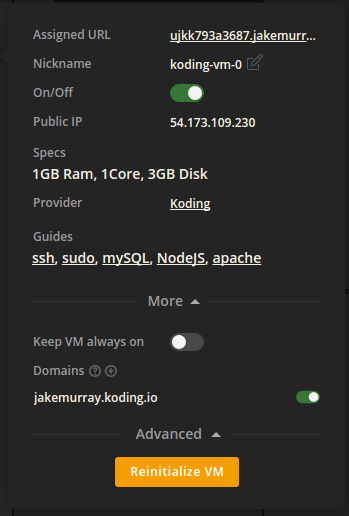 Assigned URL ujkk793a3687.jakemurr...
Nickname koding-vm-0
On/Off
Public IP 54.173.109.230
Specs
1GB Ram, 1Core, 3GB Disk
Provider Koding
Guides
ssh, sudo, mySQL, NodeJS, apache
More
Keep VM always on
Domains
jakemurray.koding.io
Advanced
Reinitialize VM